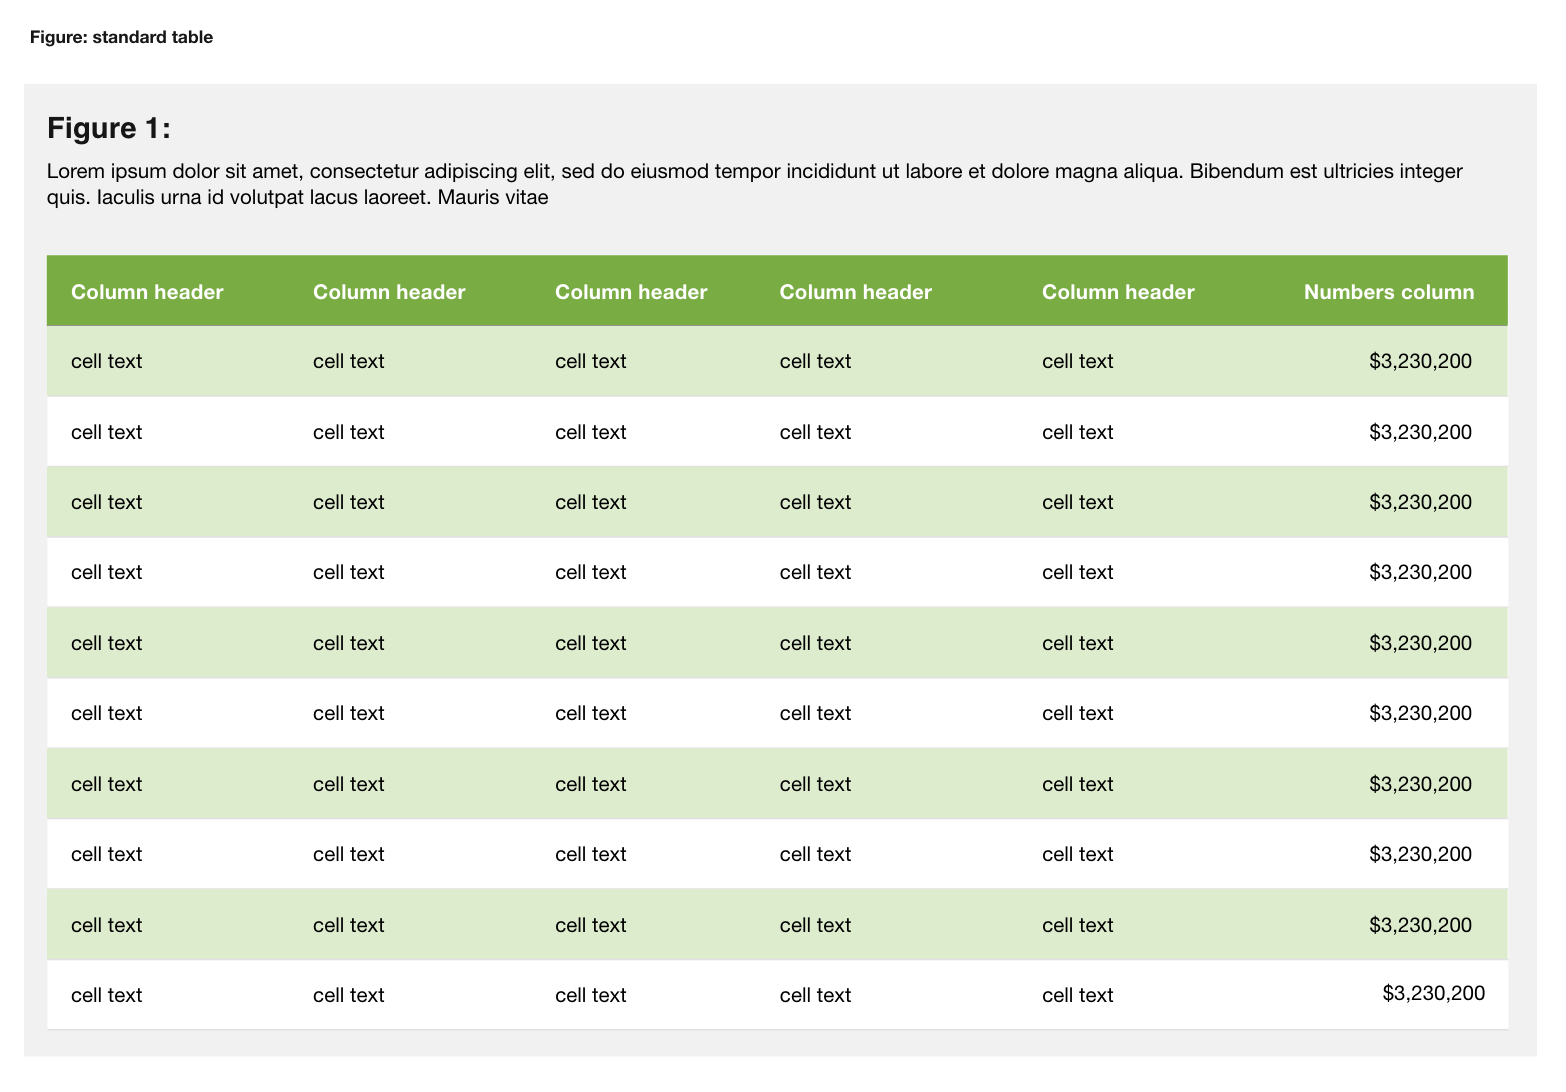 Figure: standard table
Figure 1:
Lorem ipsum dolor sit amet, consectetur adipiscing elit, sed do eiusmod tempor incididunt ut labore et dolore magna aliqua. Bibendum est ultricies integer
quis. Iaculis urna id volutpat lacus laoreet. Mauris vitae
Column header Column header Column header Column header Column header Numbers column
cell text cell text cell text cell text cell text $3,230,200
cell text cell text cell text cell text cell text $3,230,200
cell text cell text cell text cell text cell text $3,230,200
cell text cell text cell text cell text cell text $3,230,200
cell text cell text cell text cell text cell text $3,230,200
cell text cell text cell text cell text cell text $3,230,200
cell text cell text cell text cell text cell text $3,230,200
cell text cell text cell text cell text cell text $3,230,200
cell text cell text cell text cell text cell text $3,230,200
cell text cell text cell text cell text cell text $3,230,200